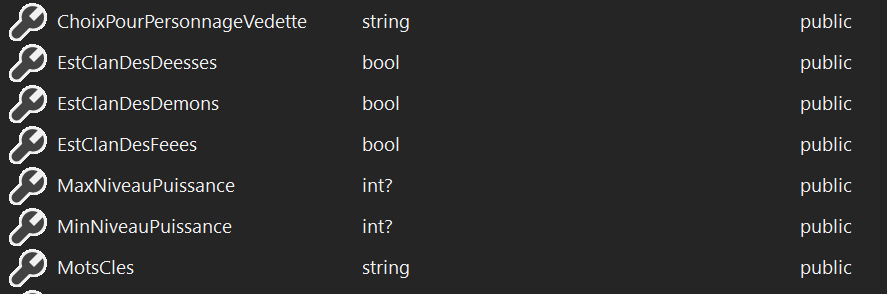 ChoixPourPersonnageVedette string public
EstClanDesDeesses bool public
EstClanDesDemons bool public
EstClanDesFeees bool public
MaxNiveauPuissance int? public
MinNiveauPuissance int? public
MotsCles string public